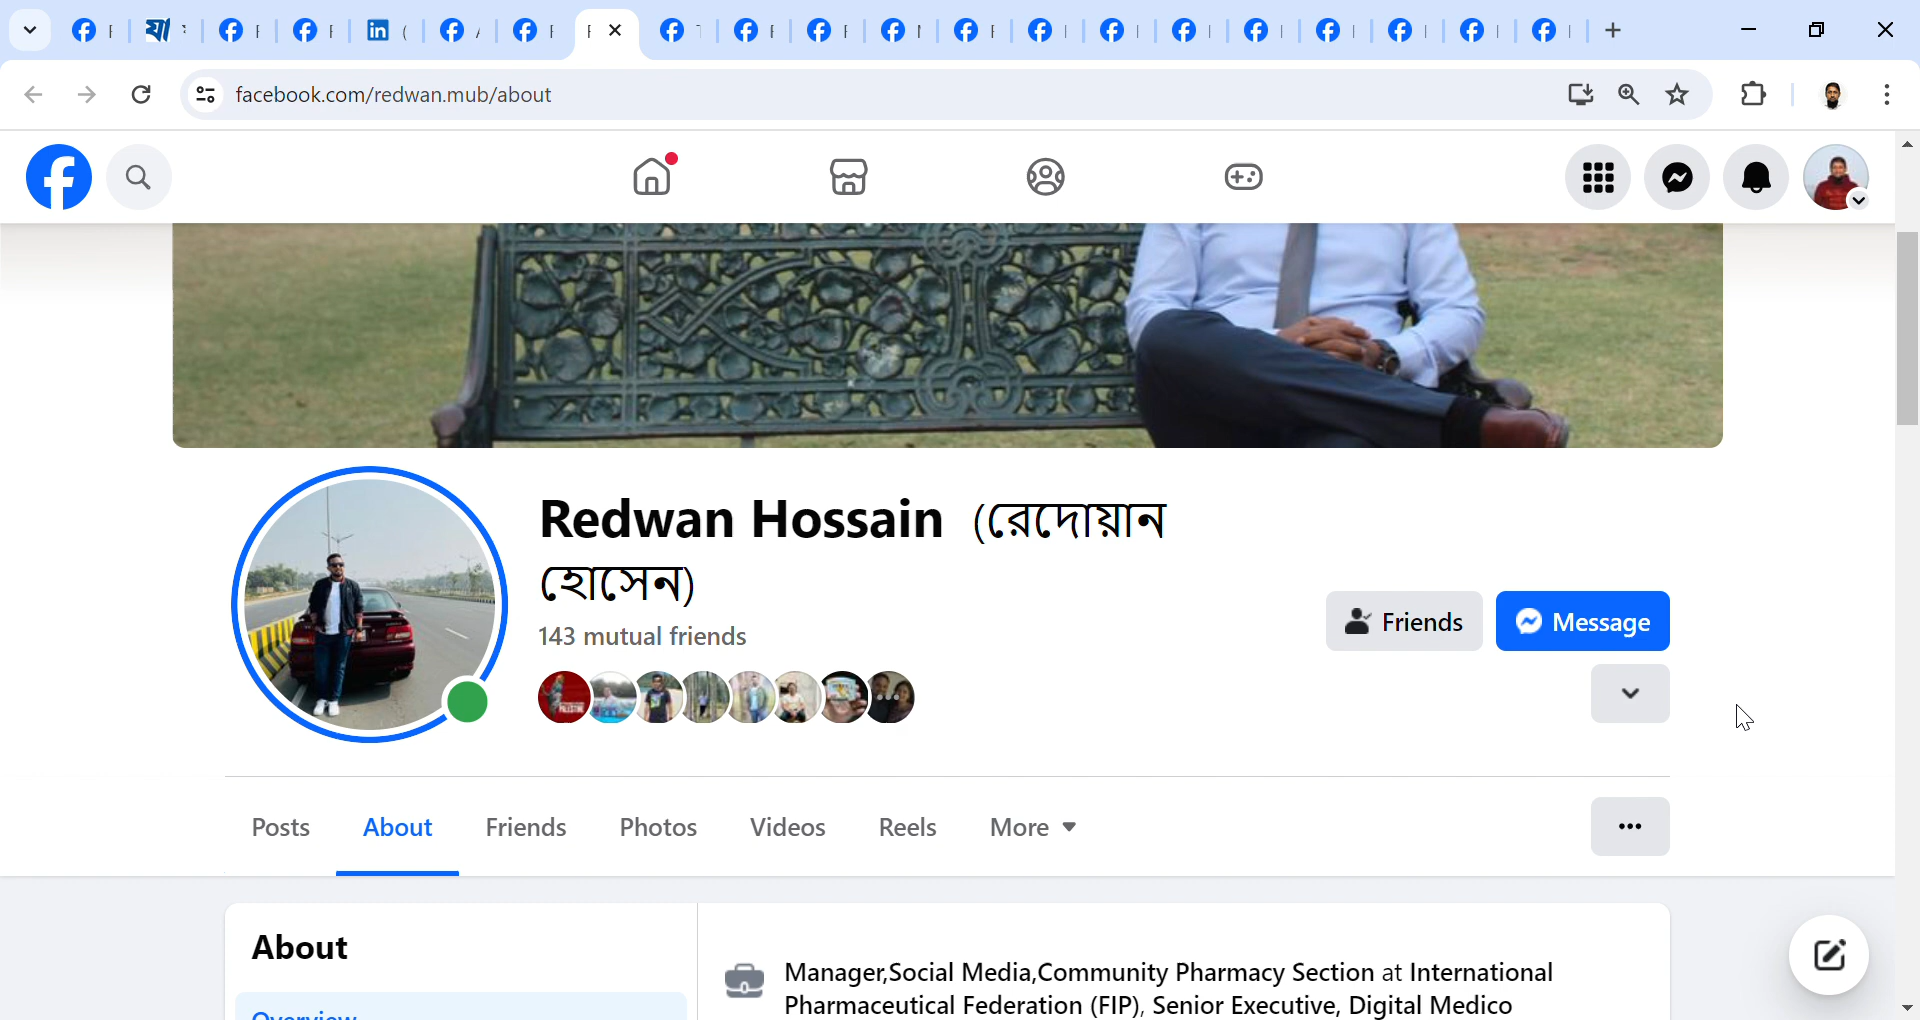 facebook.com/redwan.mub/about
Redwan Hossain (রেদোয়ান
হোসেন)
143 mutual friends
Friends
Message
Posts About Friends Photos Videos Reels More
About
Manager,Social Media,Community Pharmacy Section at International
Pharmaceutical Federation (FIP), Senior Executive, Digital Medico
Overview